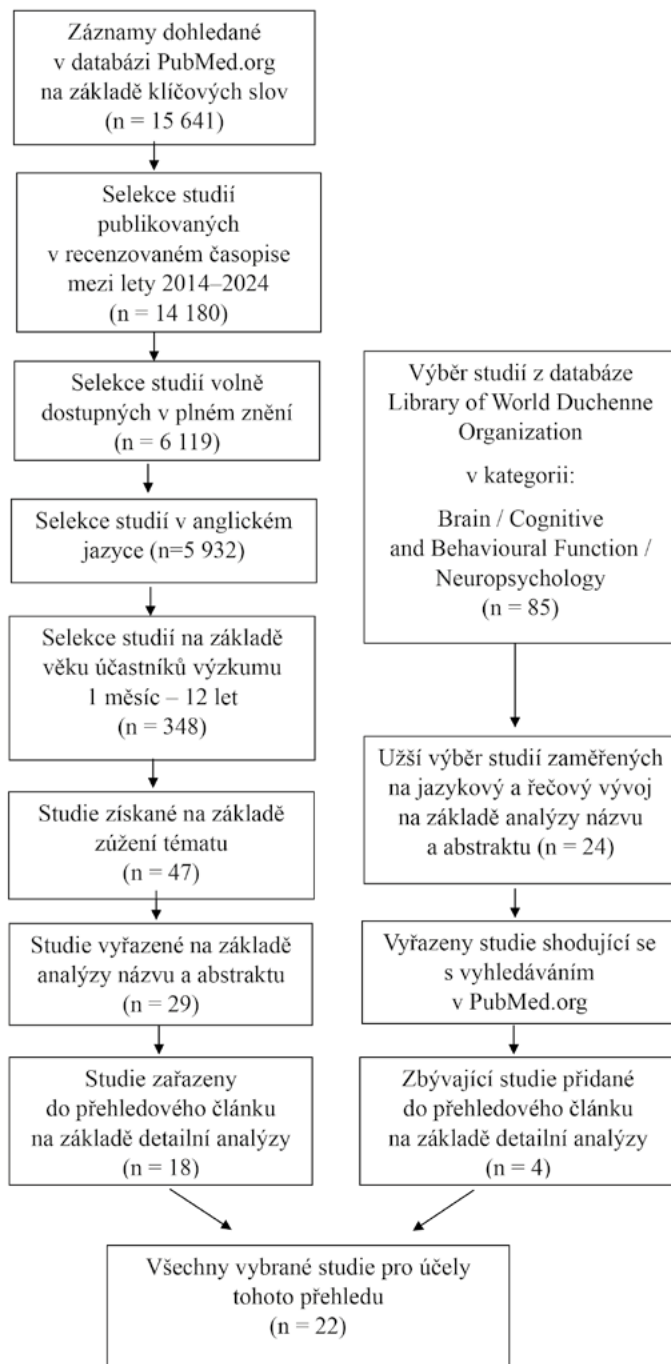 Záznamy dohledané
v databázi PubMed.org
na základě klíčových slov
(n = 15 641)
Selekce studií
publikovaných
v recenzovaném časopise
mezi lety 2014–2024
(n = 14 180)
Selekce studií volně
dostupných v plném znění
(n = 6 119)
Selekce studií v anglickém
jazyce (n=5 932)
Selekce studií na základě
věku účastníků výzkumu
1 měsíc – 12 let
(n = 348)
Studie získané na základě
zúžení tématu
(n = 47)
Studie vyřazené na základě
analýzy názvu a abstraktu
(n = 29)
Studie zařazeny
do přehledového článku
na základě detailní analýzy
(n = 18)
Výběr studií z databáze
Library of World Duchenne
Organization
v kategorii:
Brain / Cognitive
and Behavioural Function /
Neuropsychology
(n = 85)
Užší výběr studií zaměřených
na jazykový a řečový vývoj
na základě analýzy názvu
a abstraktu (n = 24)
Vyřazeny studie shodující se
s vyhledáváním
v PubMed.org
Zbývající studie přidané
do přehledového článku
na základě detailní analýzy
(n = 4)
Všechny vybrané studie pro účely
tohoto přehledu
(n = 22)